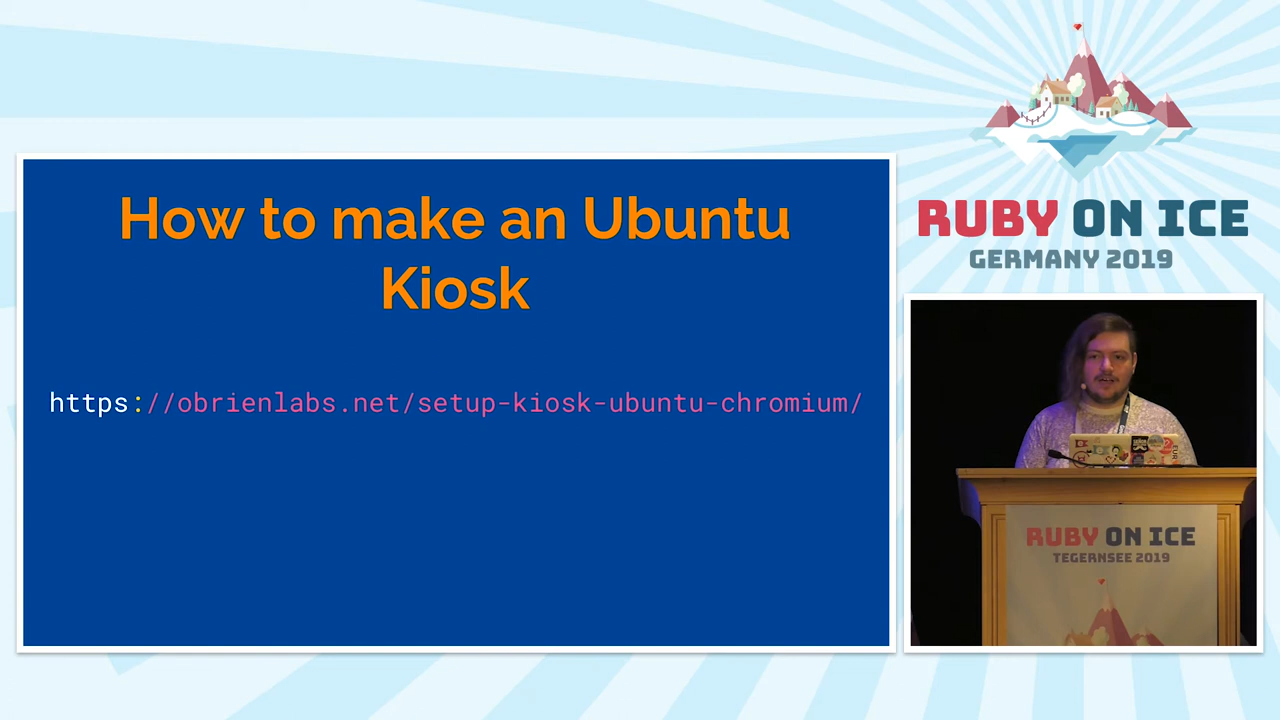 How to make an Ubuntu
Kiosk
https://obrienlabs.net/setup-kiosk-ubuntu-chromium/
RUBY ON ICE
GERMANY 2019
RUBY ON ICE
TEGERNSEE 2019